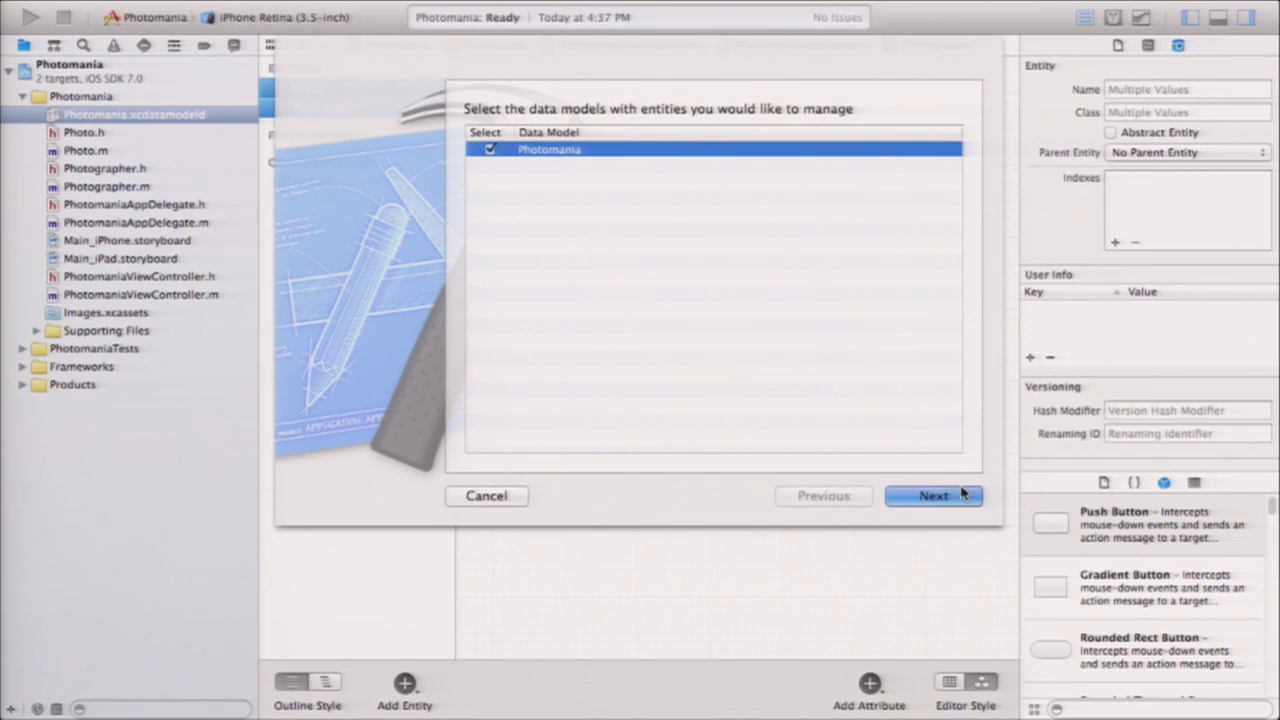 Photomania
iPhone Retina (3.5-inch)
Photomania: Ready
Today at 4:37 PM
No Issues
Photomania
2 targets, iOS SDK 7.0
Photomania
Photomania.xcdatamodeld
Photo.h
Photo.m
Photographer.h
Photographer.m
PhotomaniaAppDelegate.h
PhotomaniaAppDelegate.m
Main_iPhone.storyboard
Main_iPad.storyboard
PhotomaniaViewController.h
PhotomaniaViewController.m
Images.xcassets
Supporting Files
PhotomaniaTests
Frameworks
Products
Select the data models with entities you would like to manage
Select
Data Model
Photomania
Cancel
Previous
Next
Outline Style
Add Entity
Add Attribute
Editor Style
Entity
Name Multiple Values
Class Multiple Values
Abstract Entity
Parent Entity No Parent Entity
Indexes
User Info
Key
Value
Versioning
Hash Modifier Version Hash Modifier
Renaming ID Renaming Identifier
Push Button - Intercepts
mouse-down events and sends an
action message to a target...
Gradient Button - Intercepts
mouse-down events and sends an
action message to a target...
Rounded Rect Button -
Intercepts mouse-down events
and sends an action message to...